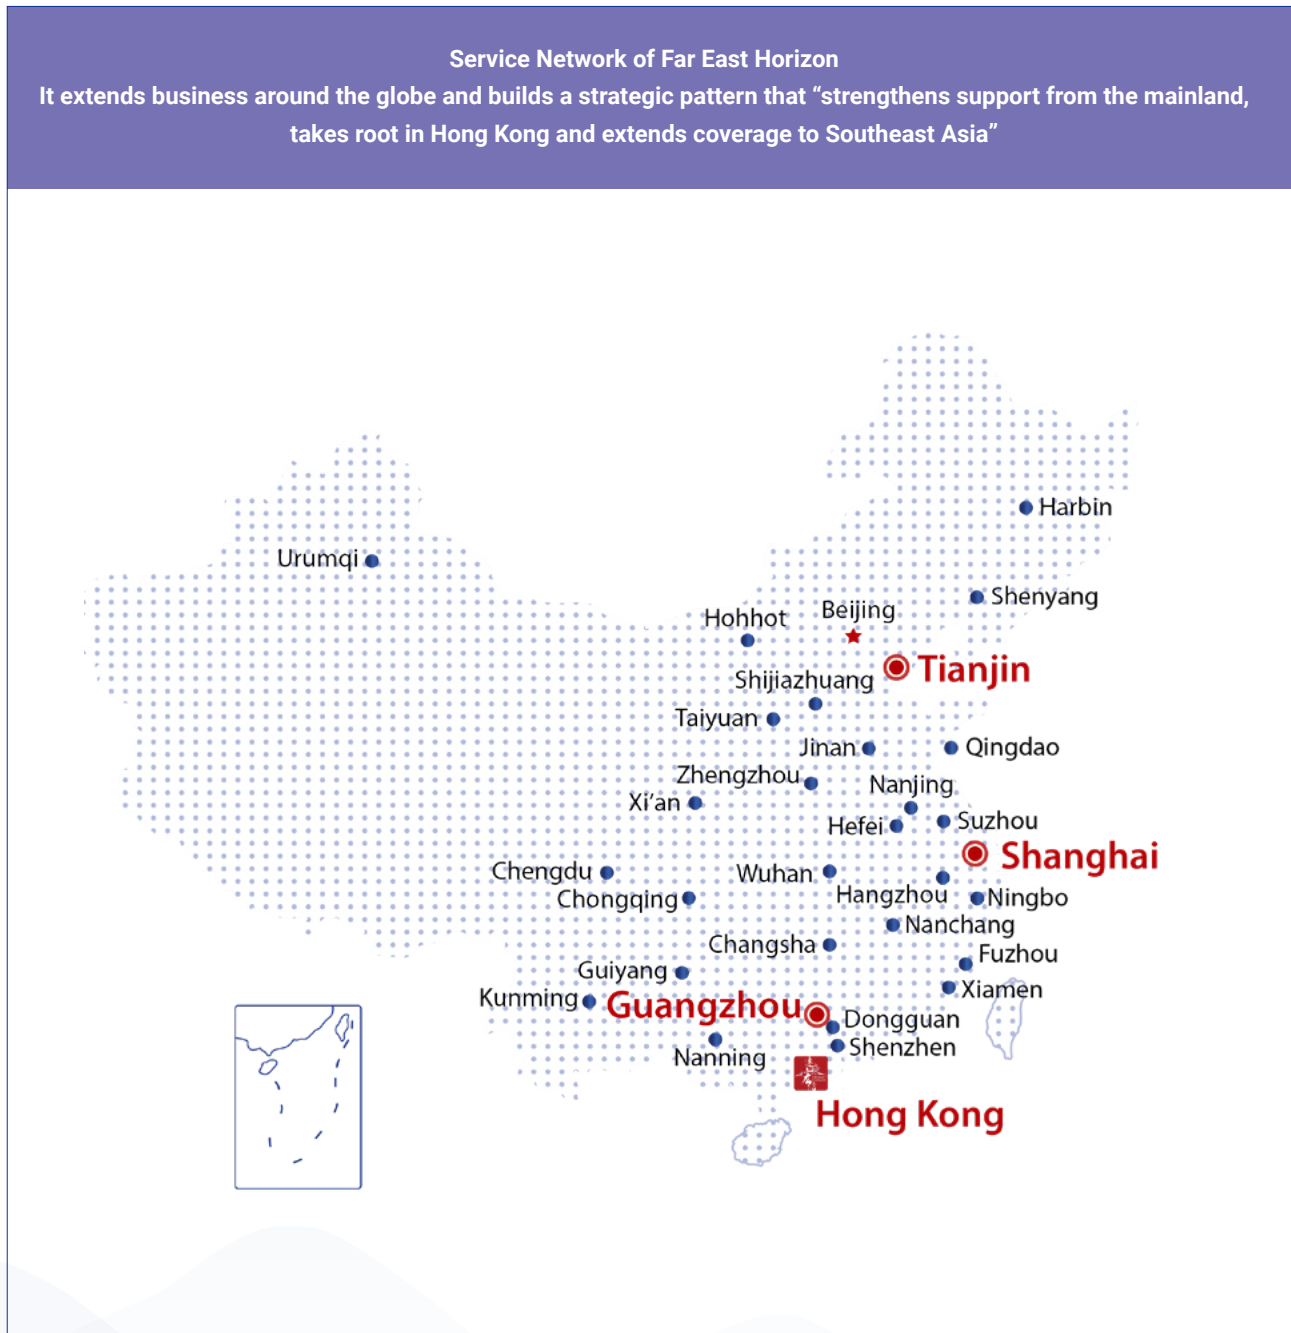 Service Network of Far East Horizon
It extends business around the globe and builds a strategic pattern that “strengthens support from the mainland,
takes root in Hong Kong and extends coverage to Southeast Asia”
Harbin
Urumqi
Shenyang
Beijing
Hohhot
Tianjin
Shijiazhuang
Taiyuan
Jinan
Qingdao
Zhengzhou
Nanjing
Xi’an
Suzhou
Hefei
Shanghai
Chengdu
Wuhan
Hangzhou
Chongqing
Ningbo
Nanchang
Changsha
Fuzhou
Guiyang
Xiamen
Kunming
Guangzhou
Dongguan
Shenzhen
Nanning
Hong Kong